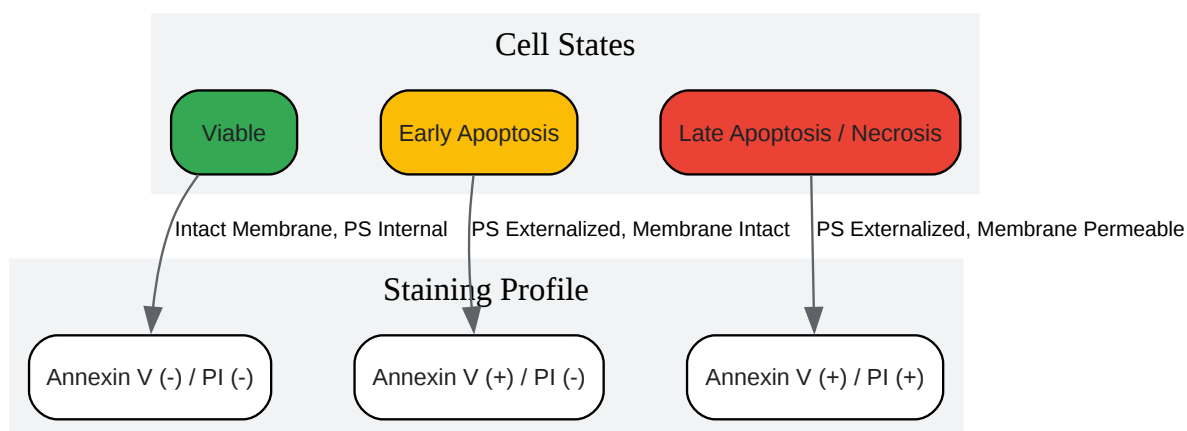 Cell States
Viable
Early Apoptosis
Late Apoptosis / Necrosis
Intact Membrane, PS Internal
PS Externalized, Membrane Intact
PS Externalized, Membrane Permeable
Staining Profile
Annexin V (-) / PI (-)
Annexin V (+) / PI (-)
Annexin V (+) / PI (+)